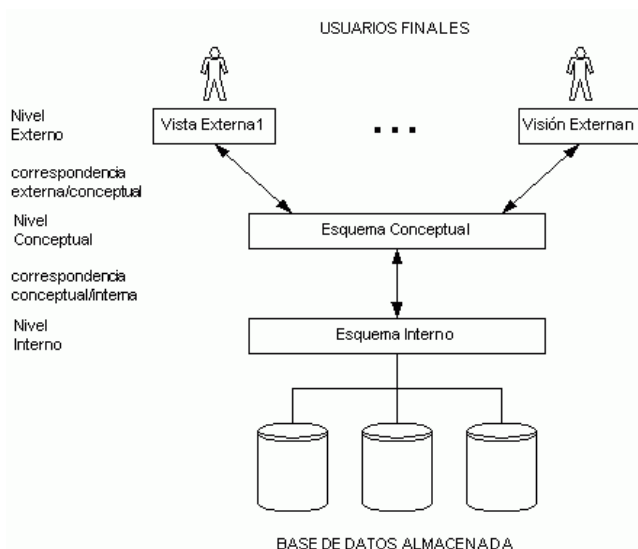 USUARIOS FINALES
Nivel
Externo
Vista Externa1
...
Visión Externan
correspondencia
externa/conceptual
Nivel
Conceptual
Esquema Conceptual
correspondencia
conceptual/interna
Nivel
Interno
Esquema Interno
BASE DE DATOS ALMACENADA